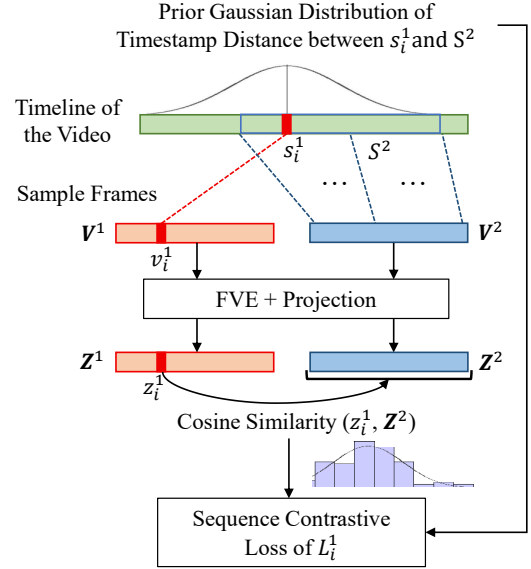 Prior Gaussian Distribution of
Timestamp Distance between s_i^1 and S^2
Timeline of
the Video
s_i^1
S^2
... ...
Sample Frames
V^1
V^2
v_i^1
FVE + Projection
Z^1
Z^2
z_i^1
Cosine Similarity (z_i^1, Z^2)
Sequence Contrastive
Loss of L_i^1